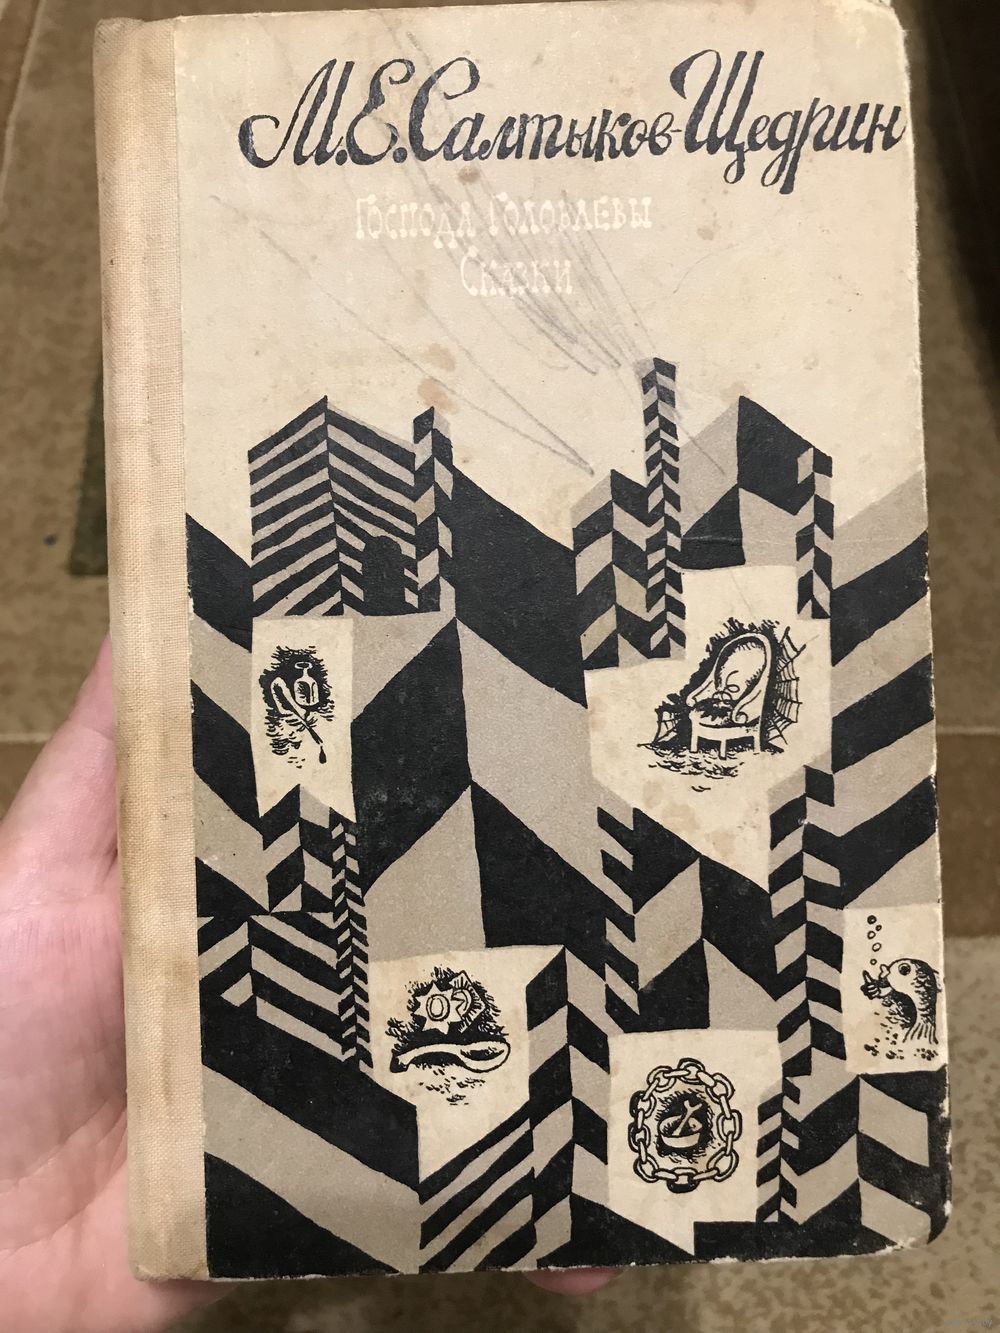 М.Е.Салтыков-Щедрин
Господа Головлевы
Сказки